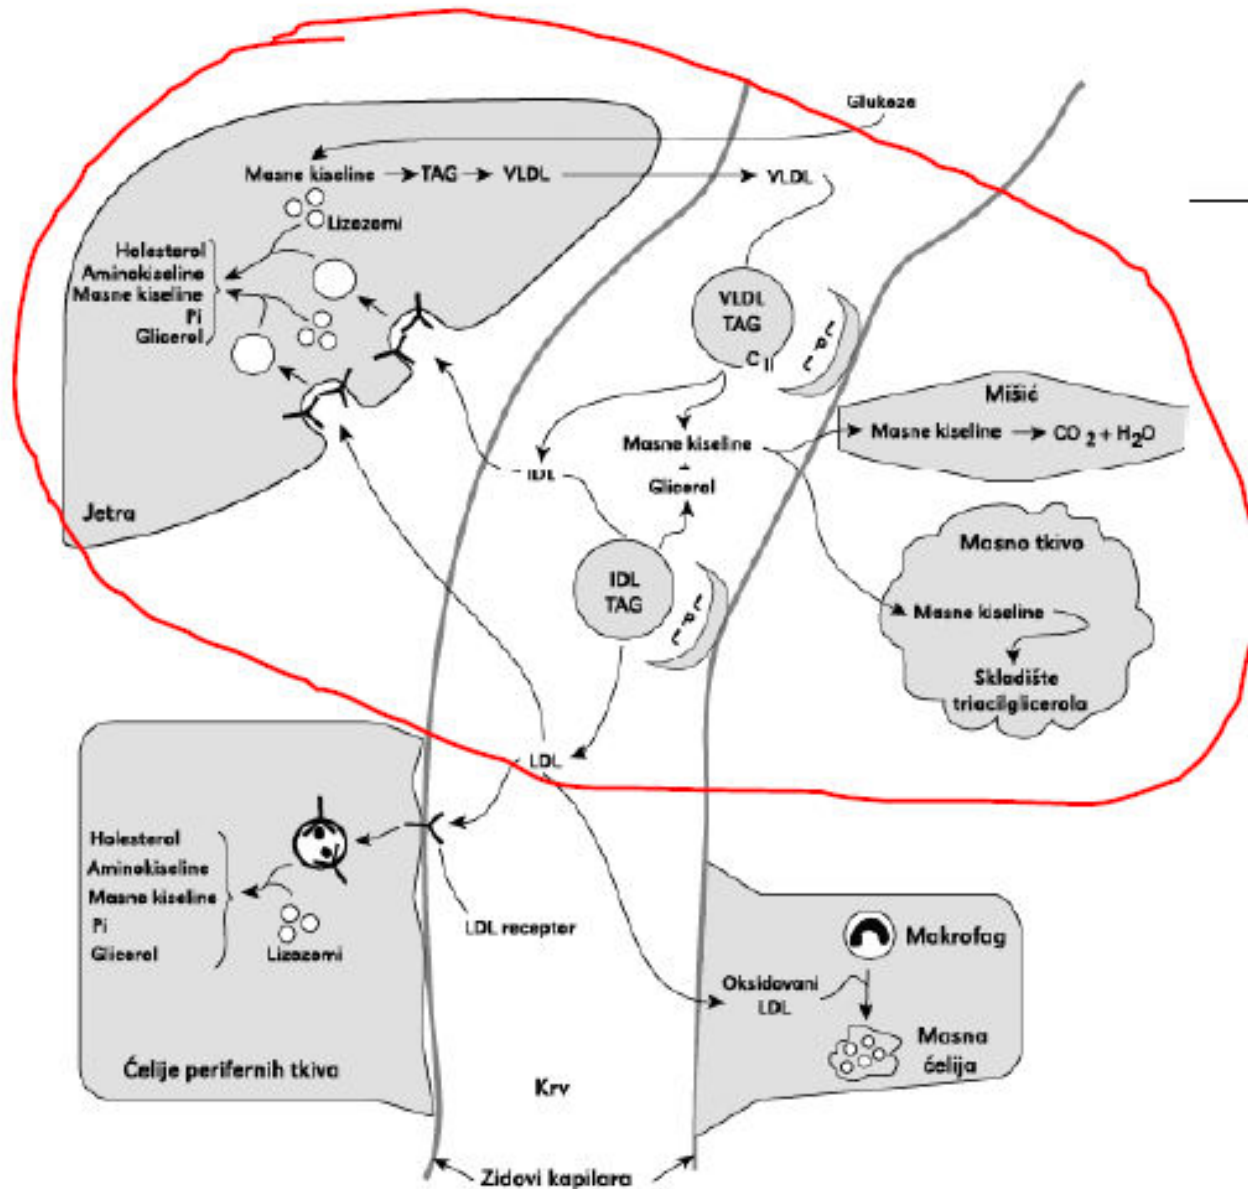 Glukoza
Masne kiseline → TAG → VLDL
VLDL
Lizozomi
Holesterol
Aminokiseline
Masne kiseline
Pi
Glicerol
VLDL
TAG
C II
LPL
Mišić
Masne kiseline → CO2 + H2O
Masne kiseline
+
Glicerol
IDL
Jetra
IDL
TAG
LPL
Masno tkivo
Masne kiseline
Skladište
triacilglicerola
LDL
Holesterol
Aminokiseline
Masne kiseline
Pi
Glicerol
Lizozomi
LDL receptor
Makrofag
Oksidovani
LDL
Masna
ćelija
Ćelije perifernih tkiva
Krv
Zidovi kapilara